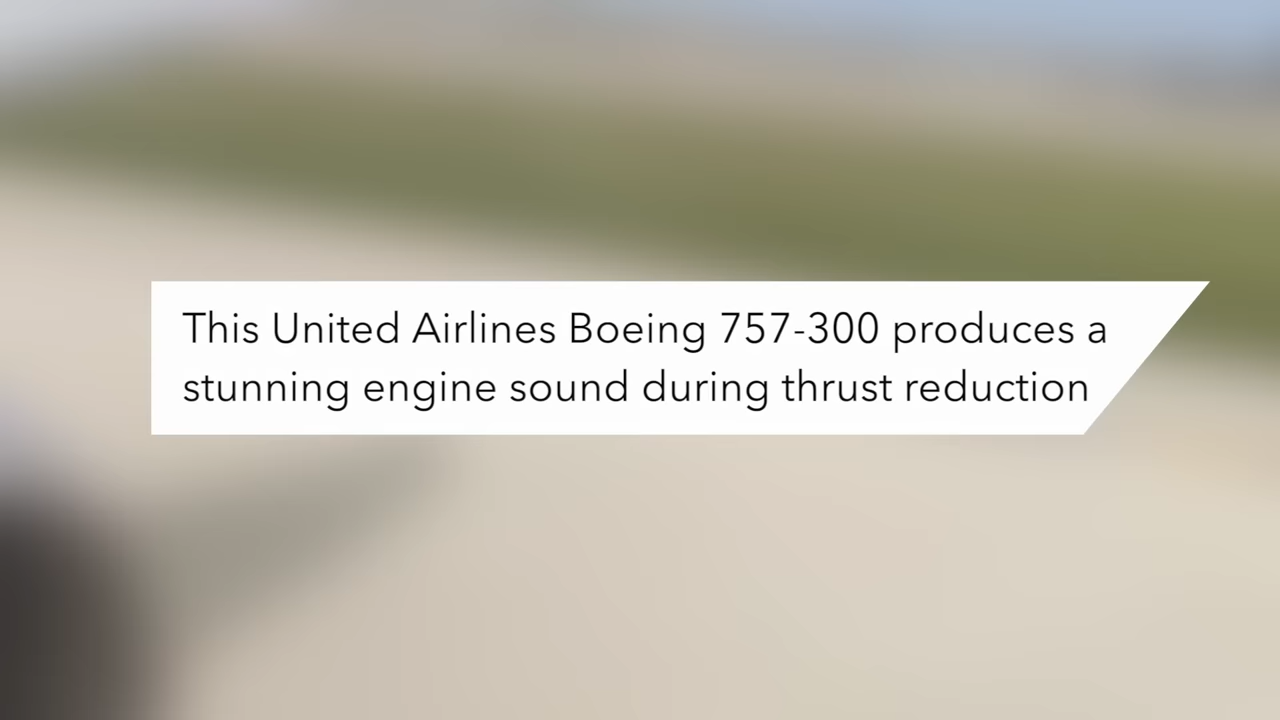 This United Airlines Boeing 757-300 produces a
stunning engine sound during thrust reduction